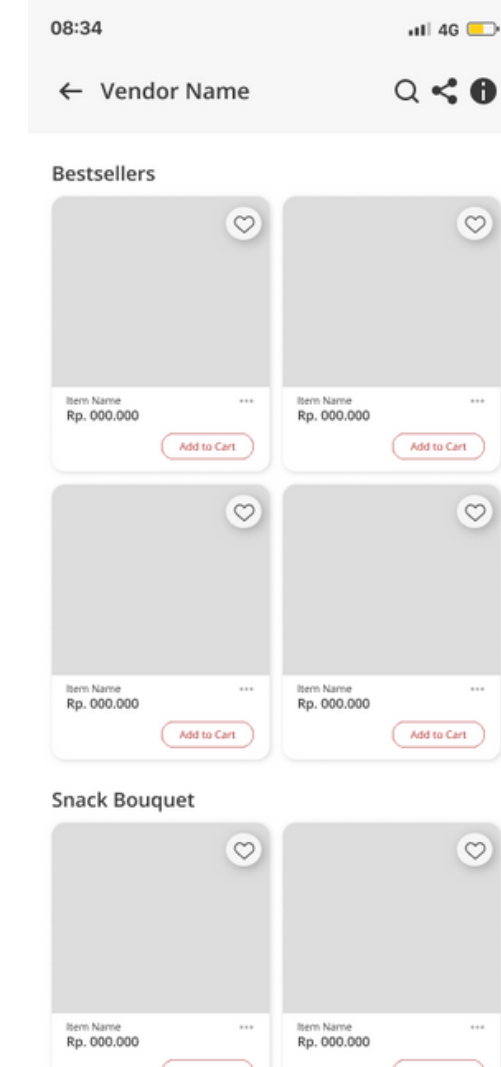 08:34 4G
Vendor Name
Bestsellers
Item Name Item Name
Rp. 000.000 Rp. 000.000
Add to Cart Add to Cart
Item Name Item Name
Rp. 000.000 Rp. 000.000
Add to Cart Add to Cart
Snack Bouquet
Item Name Item Name
Rp. 000.000 Rp. 000.000